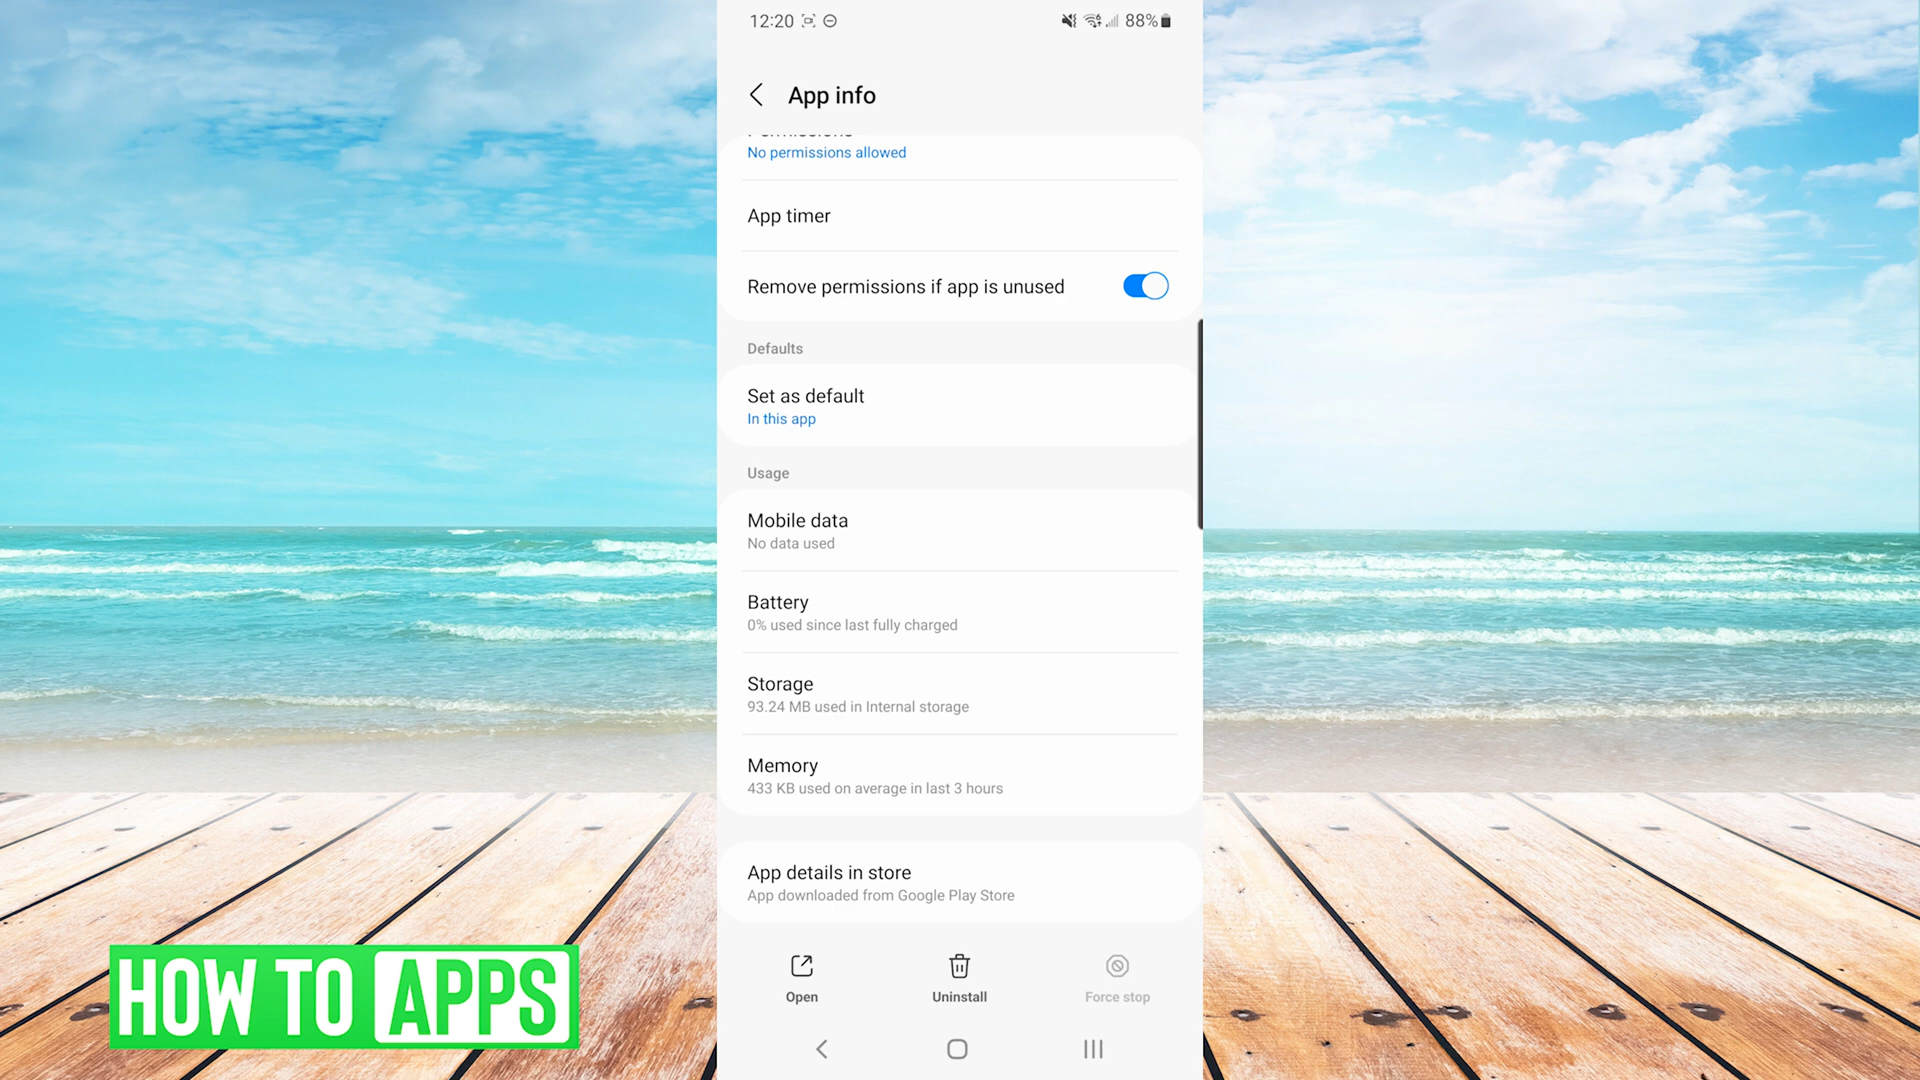 12:20
88%
App info
Permissions
No permissions allowed
App timer
Remove permissions if app is unused
Defaults
Set as default
In this app
Usage
Mobile data
No data used
Battery
0% used since last fully charged
Storage
93.24 MB used in Internal storage
Memory
433 KB used on average in last 3 hours
App details in store
App downloaded from Google Play Store
Open
Uninstall
Force stop
HOW TO APPS